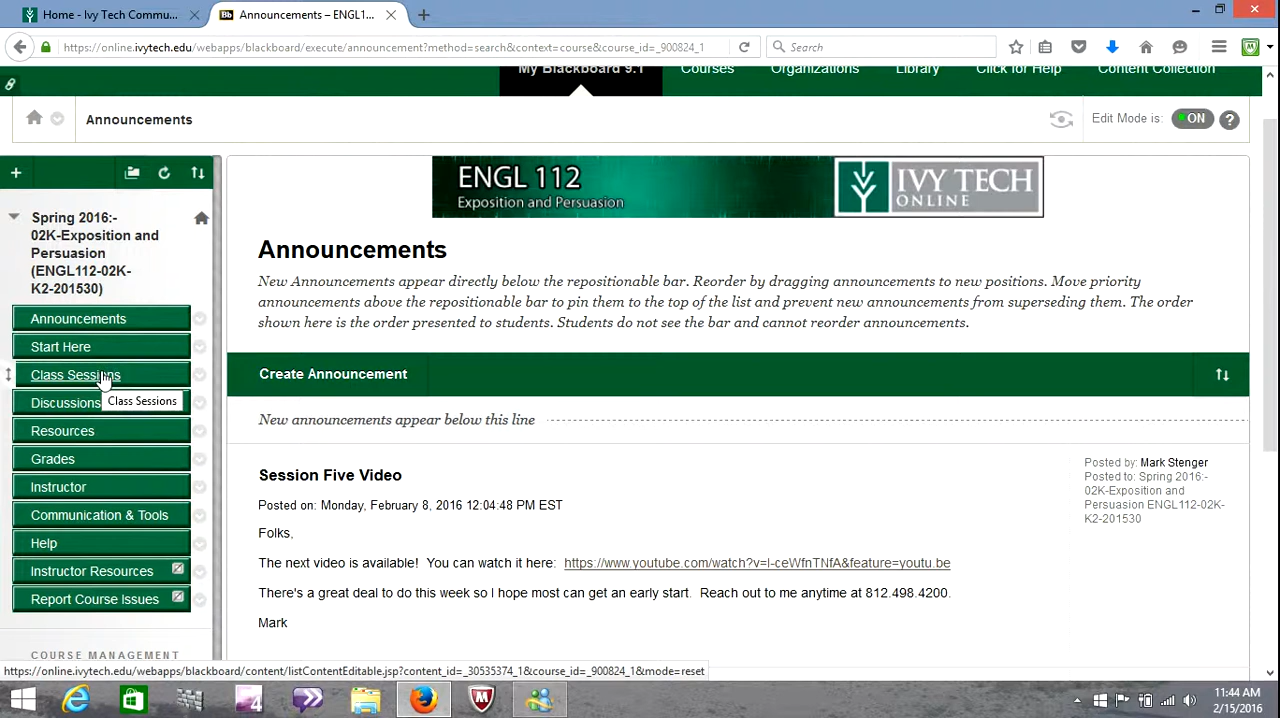 Home - Ivy Tech Commu...
Bb Announcements – ENGL1...
https://online.ivytech.edu/webapps/blackboard/execute/announcement?method=search&context=course&course_id=_900824_1
Search
My Blackboard 9.1
Courses
Organizations
Library
Click for Help
Content Collection
Announcements
Edit Mode is:
ON
?
ENGL 112
Exposition and Persuasion
IVY TECH
ONLINE
Spring 2016:-
02K-Exposition and
Persuasion
(ENGL112-02K-
K2-201530)
Announcements
Start Here
Class Sessions
Class Sessions
Discussions
Resources
Grades
Instructor
Communication & Tools
Help
Instructor Resources
Report Course Issues
COURSE MANAGEMENT
Announcements
New Announcements appear directly below the repositionable bar. Reorder by dragging announcements to new positions. Move priority
announcements above the repositionable bar to pin them to the top of the list and prevent new announcements from superseding them. The order
shown here is the order presented to students. Students do not see the bar and cannot reorder announcements.
Create Announcement
New announcements appear below this line
Session Five Video
Posted on: Monday, February 8, 2016 12:04:48 PM EST
Folks,
The next video is available!  You can watch it here:  https://www.youtube.com/watch?v=l-ceWfnTNfA&feature=youtu.be
There's a great deal to do this week so I hope most can get an early start.  Reach out to me anytime at 812.498.4200.
Mark
Posted by: Mark Stenger
Posted to: Spring 2016:-
02K-Exposition and
Persuasion ENGL112-02K-
K2-201530
https://online.ivytech.edu/webapps/blackboard/content/listContentEditable.jsp?content_id=_30535374_1&course_id=_900824_1&mode=reset
4
11:44 AM
2/15/2016